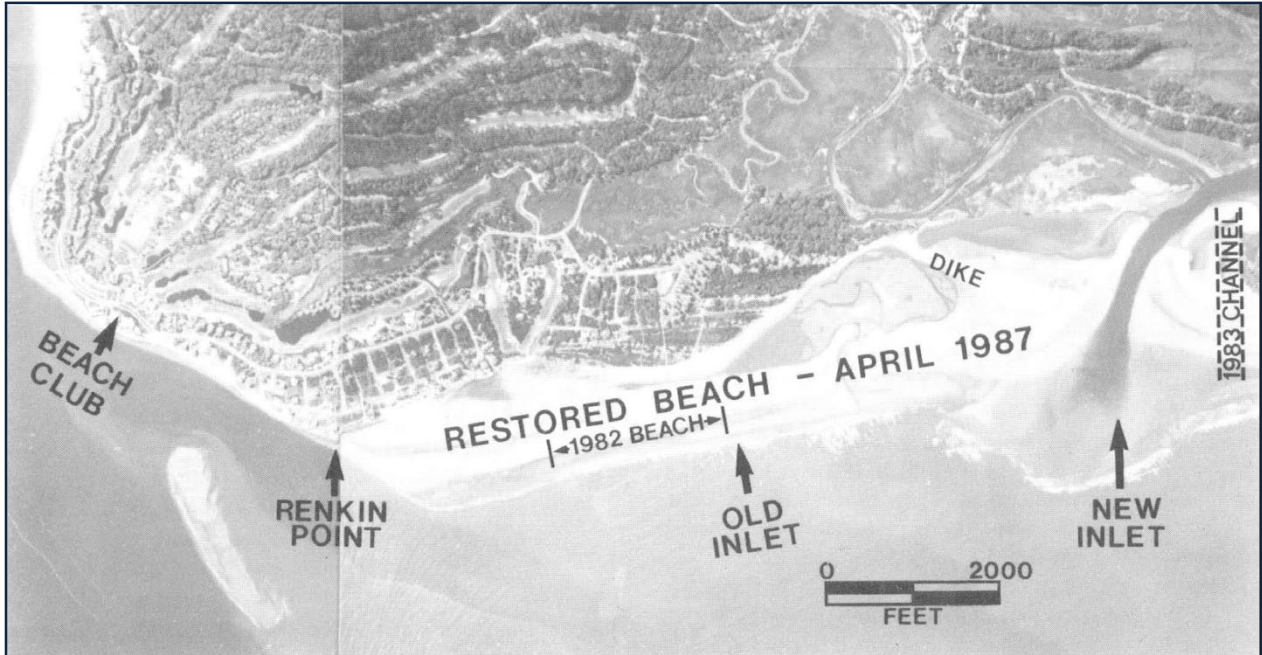 DIKE
1983 CHANNEL
RESTORED BEACH - APRIL 1987
1982 BEACH
BEACH
CLUB
RENKIN
POINT
OLD
INLET
NEW
INLET
0 2000
FEET